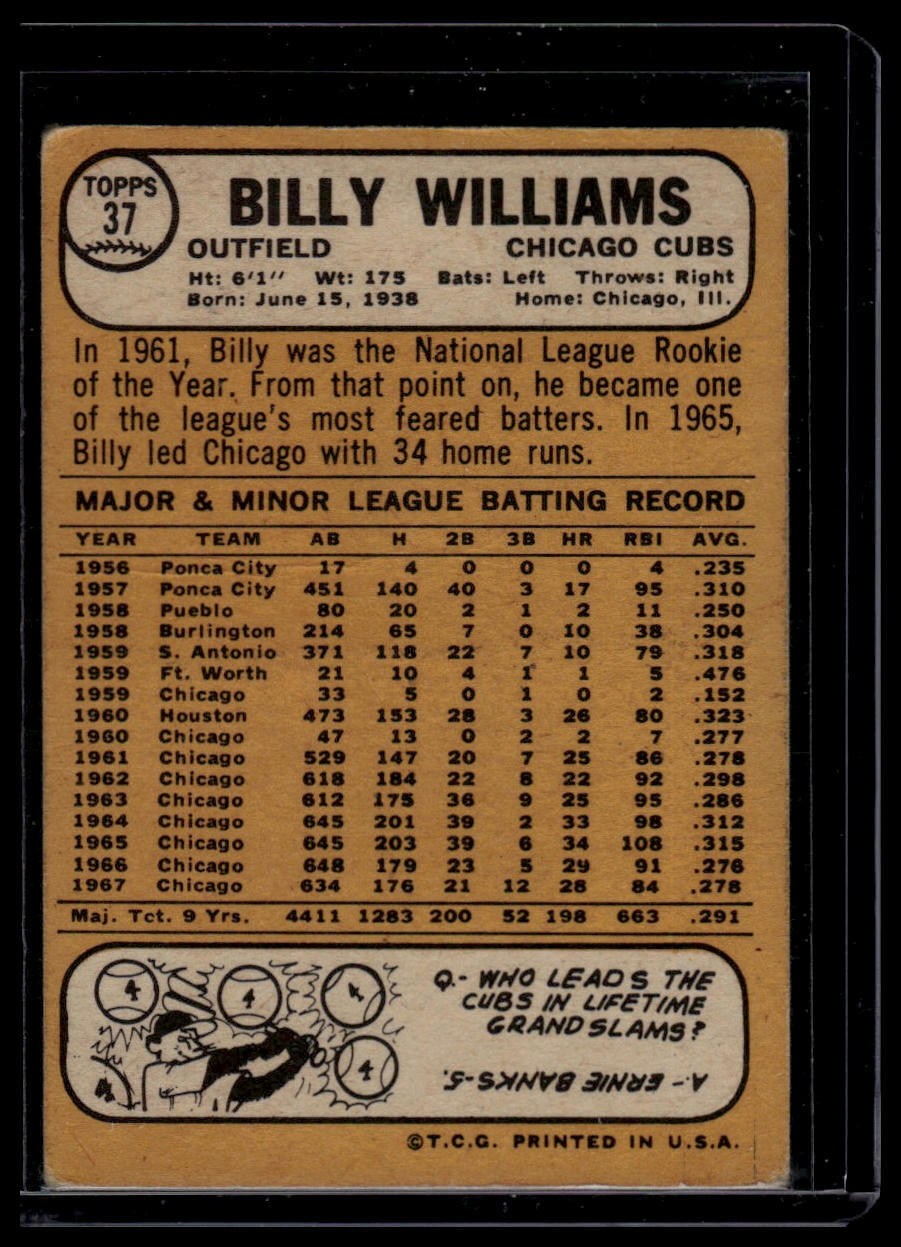 TOPPS
37
BILLY WILLIAMS
OUTFIELD CHICAGO CUBS
Ht: 6'1" Wt: 175 Bats: Left Throws: Right
Born: June 15, 1938 Home: Chicago, Ill.
In 1961, Billy was the National League Rookie
of the Year. From that point on, he became one
of the league's most feared batters. In 1965,
Billy led Chicago with 34 home runs.
MAJOR & MINOR LEAGUE BATTING RECORD
YEAR TEAM AB H 2B 3B HR RBI AVG.
1956 Ponca City 17 4 0 0 0 4 .235
1957 Ponca City 451 140 40 3 17 95 .310
1958 Pueblo 80 20 2 1 2 11 .250
1958 Burlington 214 65 7 0 10 38 .304
1959 S. Antonio 371 118 22 7 10 79 .318
1959 Ft. Worth 21 10 4 1 1 5 .476
1959 Chicago 33 5 0 1 0 2 .152
1960 Houston 473 153 28 3 26 80 .323
1960 Chicago 47 13 0 2 2 7 .277
1961 Chicago 529 147 20 7 25 86 .278
1962 Chicago 618 184 22 8 22 92 .298
1963 Chicago 612 175 36 9 25 95 .286
1964 Chicago 645 201 39 2 33 98 .312
1965 Chicago 645 203 39 6 34 108 .315
1966 Chicago 648 179 23 5 29 91 .276
1967 Chicago 634 176 21 12 28 84 .278
Maj. Tct. 9 Yrs. 4411 1283 200 52 198 663 .291
4 4 4
4 4
Q.- WHO LEADS THE
CUBS IN LIFETIME
GRAND SLAMS?
A.- ERNIE BANKS-5.
©T.C.G. PRINTED IN U.S.A.